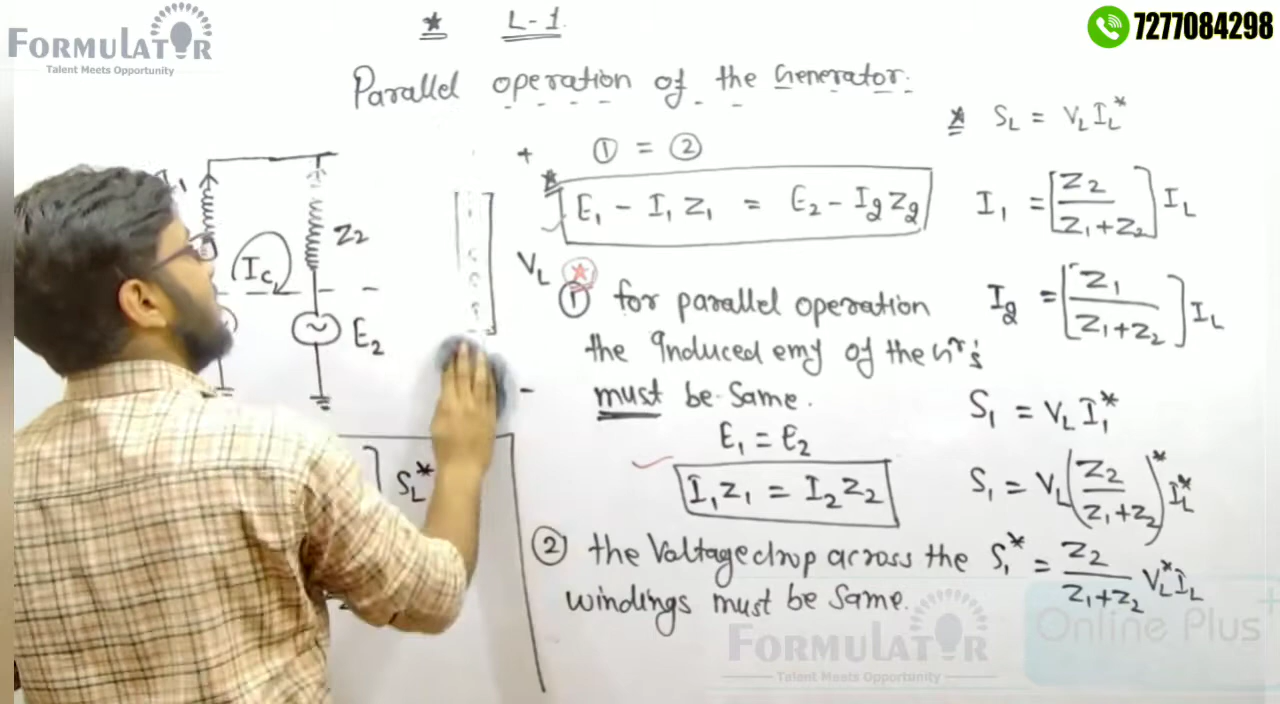 FORMULATOR
Talent Meets Opportunity
7277084298
* L-1.
Parallel operation of the Generator.
① = ②
* E₁ - I₁ Z₁ = E₂ - I₂ Z₂
① for parallel operation
the Induced emf of the Gr's
must be Same.
E₁ = E₂
I₁Z₁ = I₂Z₂
② the Voltage drop across the
windings must be Same.
* S_L = V_L I_L*
I₁ = [Z₂ / (Z₁+Z₂)] I_L
I₂ = [Z₁ / (Z₁+Z₂)] I_L
S₁ = V_L I₁*
S₁ = V_L (Z₂ / (Z₁+Z₂))* I_L*
S₁* = Z₂ / (Z₁+Z₂) V_L* I_L
Z₂
I_C
E₂
+
V_L
-
S_L*
FORMULATOR
Talent Meets Opportunity
Online Plus +